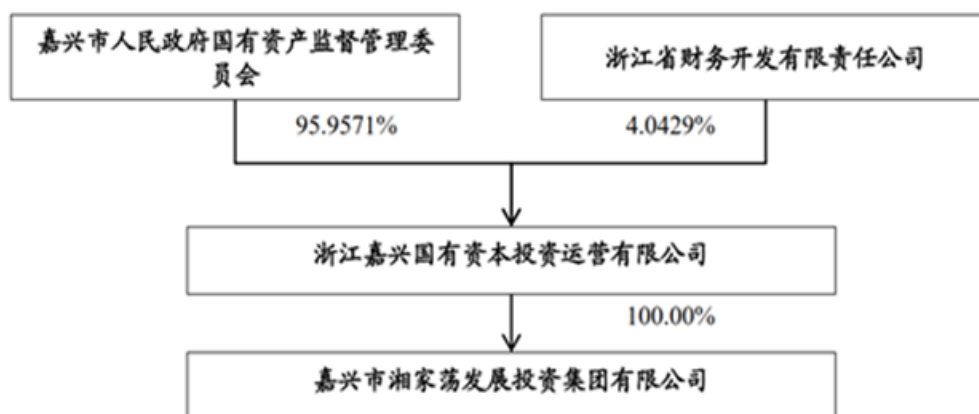 嘉兴市人民政府国有资产监督管理委
员会
浙江省财务开发有限责任公司
95.9571%
4.0429%
浙江嘉兴国有资本投资运营有限公司
100.00%
嘉兴市湘家荡发展投资集团有限公司